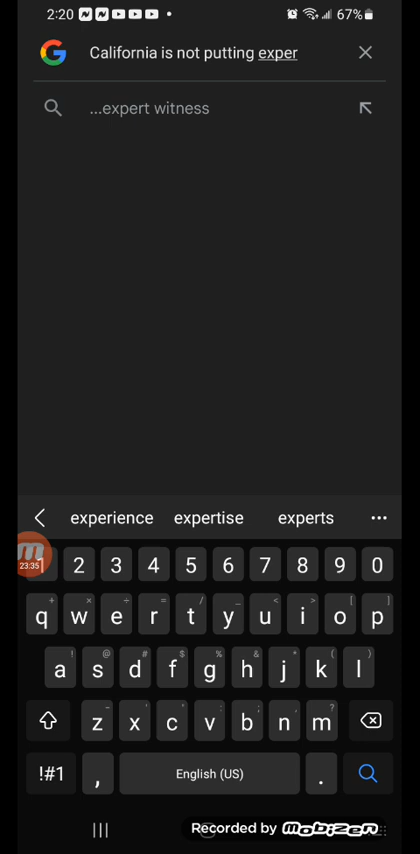 2:20 67%
California is not putting exper
...expert witness
experience expertise experts
23:35
1 2 3 4 5 6 7 8 9 0
q w e r t y u i o p
a s d f g h j k l
z x c v b n m
!#1 , English (US) .
Recorded by mobizen